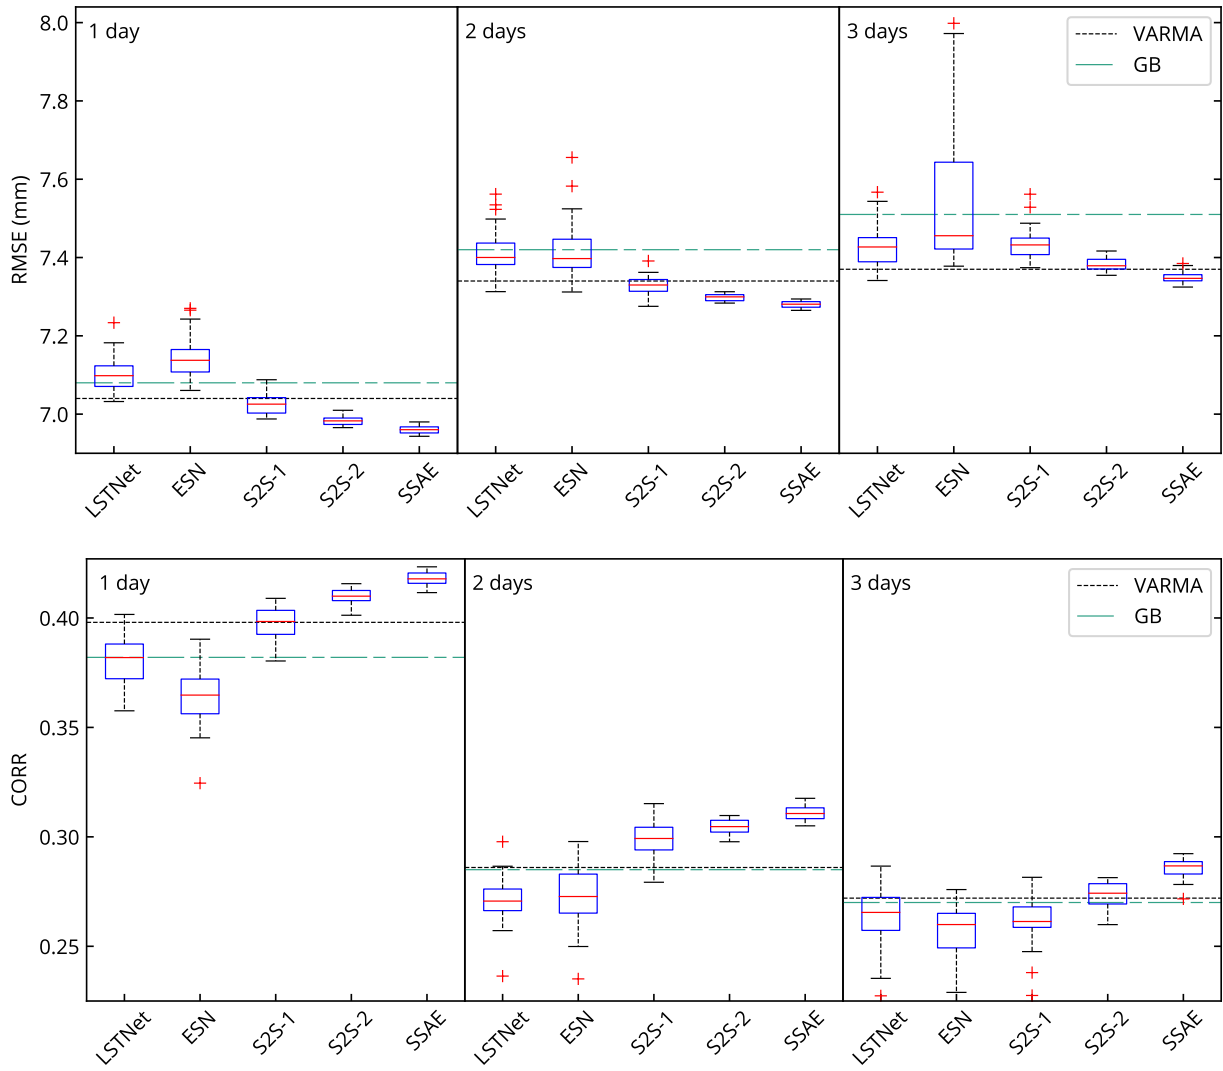 1 day
2 days
3 days
VARMA
GB
8.0
7.8
7.6
7.4
7.2
7.0
RMSE (mm)
LSTNet
ESN
S2S-1
S2S-2
SSAE
LSTNet
ESN
S2S-1
S2S-2
SSAE
LSTNet
ESN
S2S-1
S2S-2
SSAE
1 day
2 days
3 days
VARMA
GB
0.40
0.35
0.30
0.25
CORR
LSTNet
ESN
S2S-1
S2S-2
SSAE
LSTNet
ESN
S2S-1
S2S-2
SSAE
LSTNet
ESN
S2S-1
S2S-2
SSAE